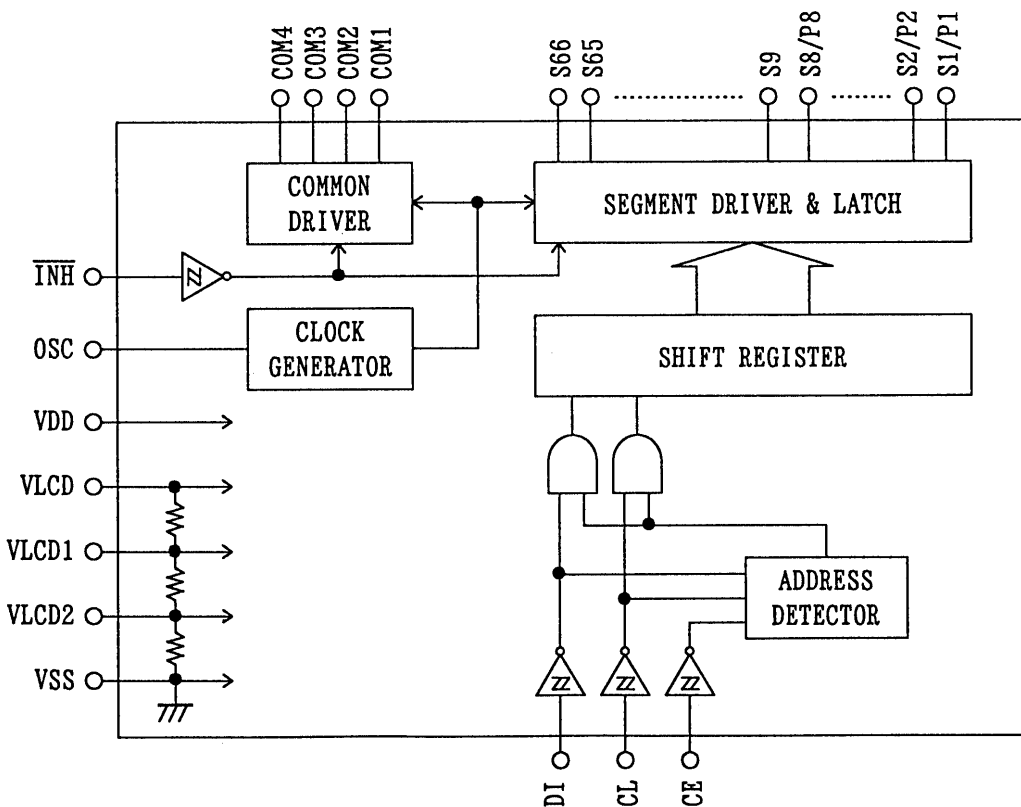 COM4
COM3
COM2
COM1
S66
S65
S9
S8/P8
S2/P2
S1/P1
COMMON
DRIVER
SEGMENT DRIVER & LATCH
INH
OSC
CLOCK
GENERATOR
SHIFT REGISTER
VDD
VLCD
VLCD1
VLCD2
VSS
ADDRESS
DETECTOR
DI
CL
CE